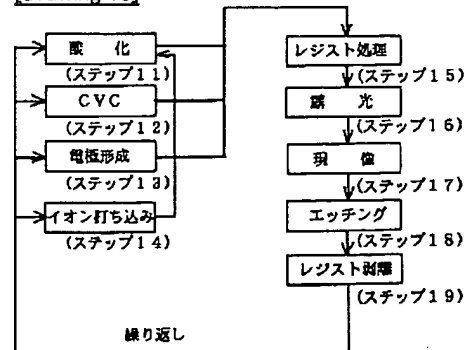 酸 化
(ステップ11)
CVC
(ステップ12)
電極形成
(ステップ13)
イオン打ち込み
(ステップ14)
レジスト処理
(ステップ15)
露 光
(ステップ16)
現 像
(ステップ17)
エッチング
(ステップ18)
レジスト剥離
(ステップ19)
繰り返し